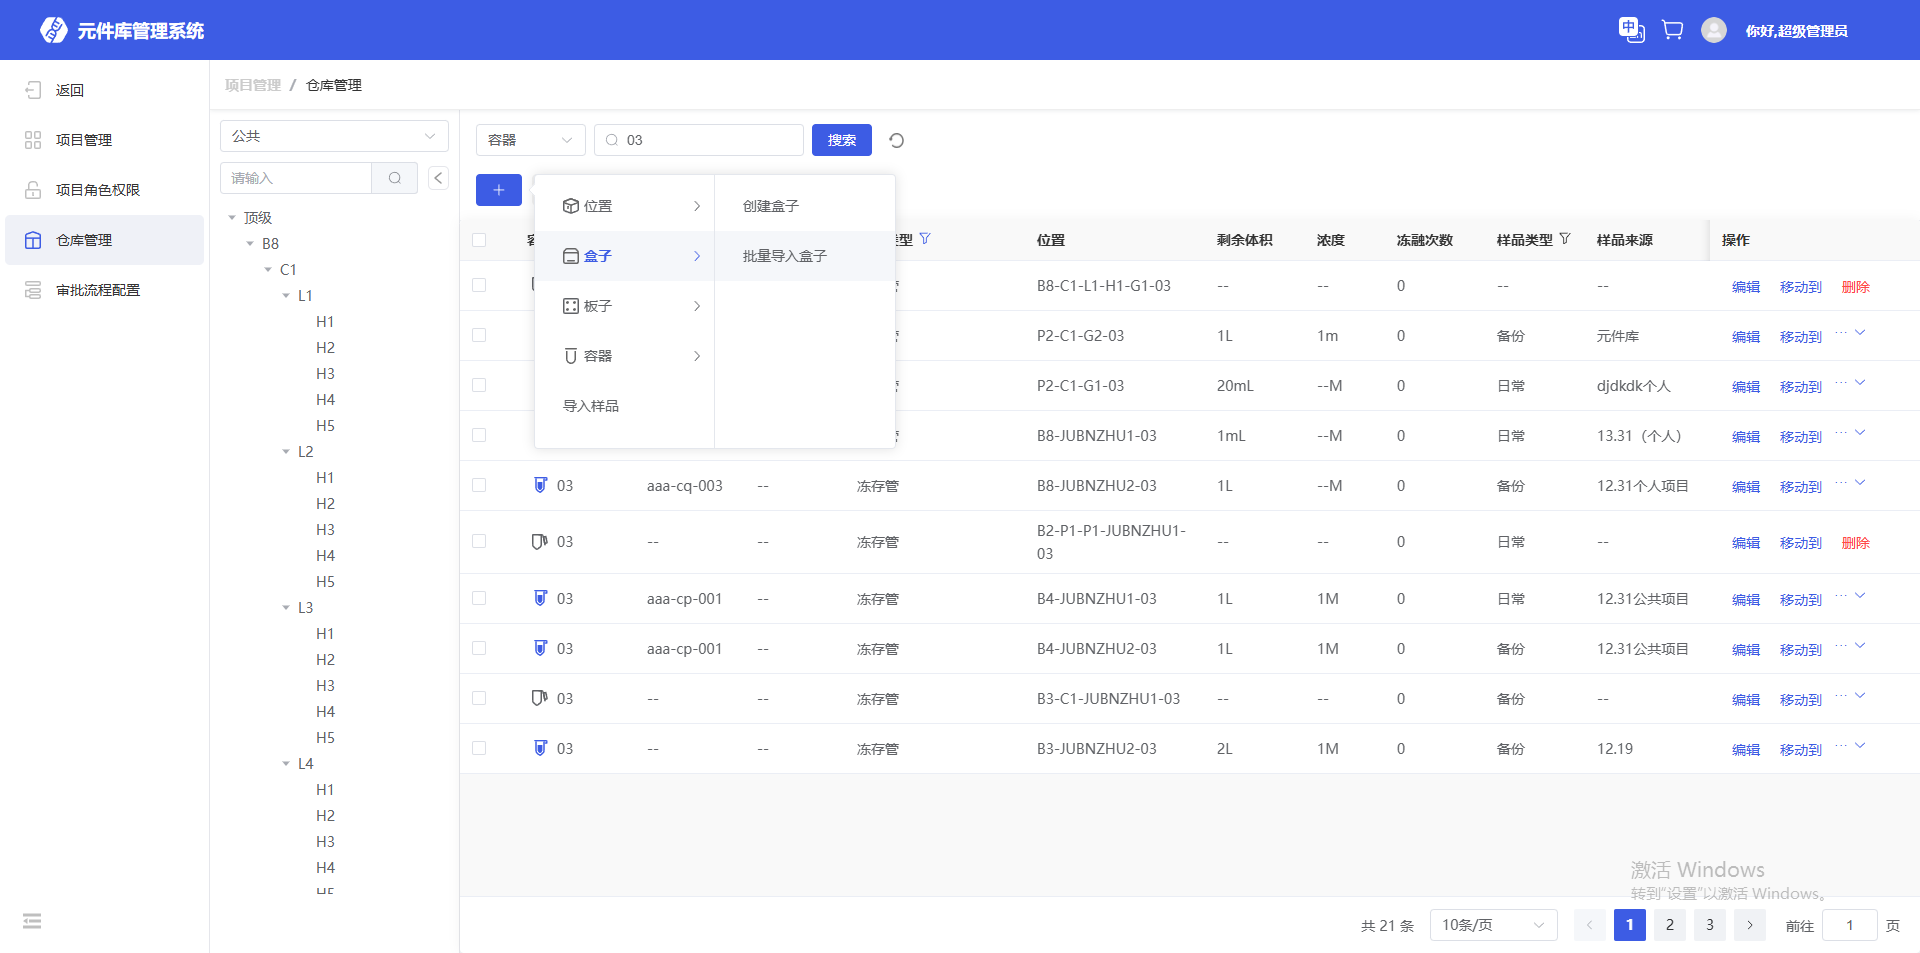 元件库管理系统
中
你好,超级管理员
返回
项目管理
项目角色权限
仓库管理
审批流程配置
项目管理 / 仓库管理
公共
请输入
顶级
B8
C1
L1
H1
H2
H3
H4
H5
L2
H1
H2
H3
H4
H5
L3
H1
H2
H3
H4
H5
L4
H1
H2
H3
H4
H5
容器
03
搜索
位置
盒子
板子
容器
导入样品
创建盒子
批量导入盒子
型 位置 剩余体积 浓度 冻融次数 样品类型 样品来源 操作
B8-C1-L1-H1-G1-03 -- -- 0 -- -- 编辑 移动到 删除
P2-C1-G2-03 1L 1m 0 备份 元件库 编辑 移动到 ...
P2-C1-G1-03 20mL --M 0 日常 djdkdk个人 编辑 移动到 ...
B8-JUBNZHU1-03 1mL --M 0 日常 13.31（个人） 编辑 移动到 ...
03 aaa-cq-003 -- 冻存管 B8-JUBNZHU2-03 1L --M 0 备份 12.31个人项目 编辑 移动到 ...
03 -- -- 冻存管 B2-P1-P1-JUBNZHU1-03 -- -- 0 日常 -- 编辑 移动到 删除
03 aaa-cp-001 -- 冻存管 B4-JUBNZHU1-03 1L 1M 0 日常 12.31公共项目 编辑 移动到 ...
03 aaa-cp-001 -- 冻存管 B4-JUBNZHU2-03 1L 1M 0 备份 12.31公共项目 编辑 移动到 ...
03 -- -- 冻存管 B3-C1-JUBNZHU1-03 -- -- 0 备份 -- 编辑 移动到 ...
03 -- -- 冻存管 B3-JUBNZHU2-03 2L 1M 0 备份 12.19 编辑 移动到 ...
激活 Windows
转到"设置"以激活 Windows。
共 21 条 10条/页 1 2 3 前往 1 页